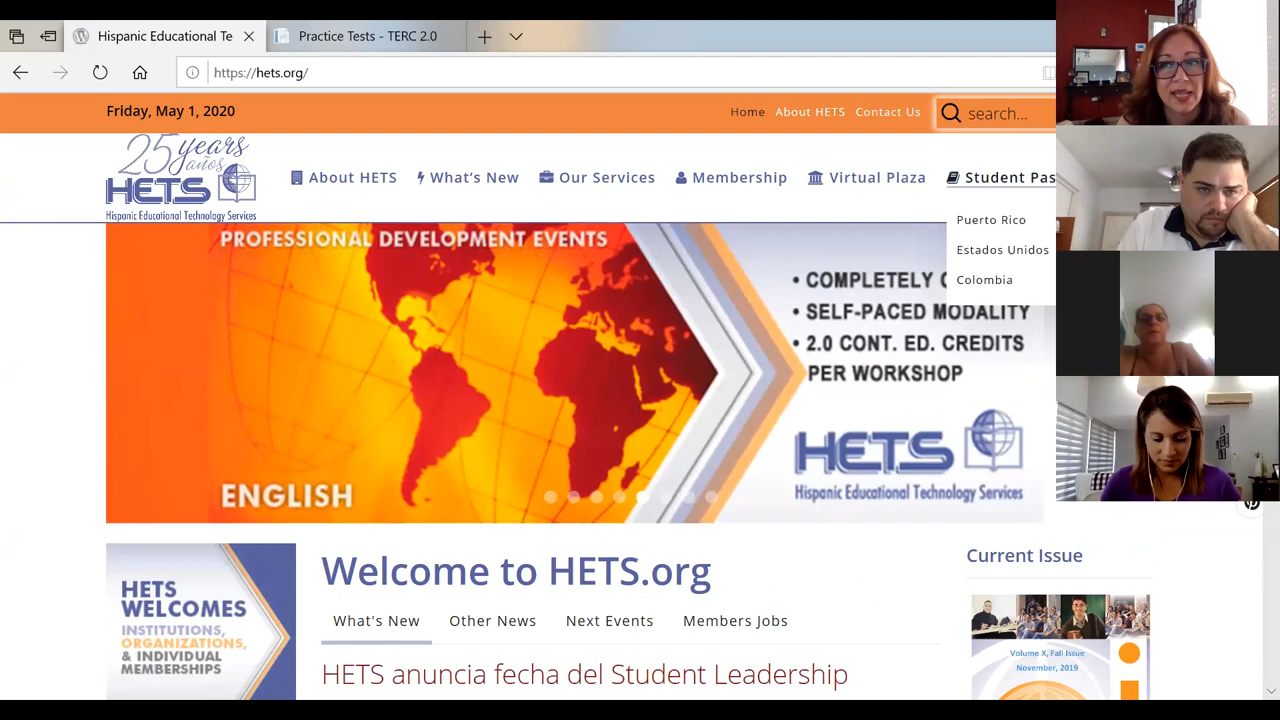 Hispanic Educational Te
Practice Tests - TERC 2.0
https://hets.org/
Friday, May 1, 2020
Home
About HETS
Contact Us
search...
25 years
años
HETS
Hispanic Educational Technology Services
About HETS
What's New
Our Services
Membership
Virtual Plaza
Student Pas
Puerto Rico
Estados Unidos
Colombia
PROFESSIONAL DEVELOPMENT EVENTS
ENGLISH
• COMPLETELY
• SELF-PACED MODALITY
• 2.0 CONT. ED. CREDITS
PER WORKSHOP
HETS
Hispanic Educational Technology Services
HETS
WELCOMES
INSTITUTIONS,
ORGANIZATIONS,
& INDIVIDUAL
MEMBERSHIPS
Welcome to HETS.org
What's New
Other News
Next Events
Members Jobs
HETS anuncia fecha del Student Leadership
Current Issue
Volume X, Fall Issue
November, 2019